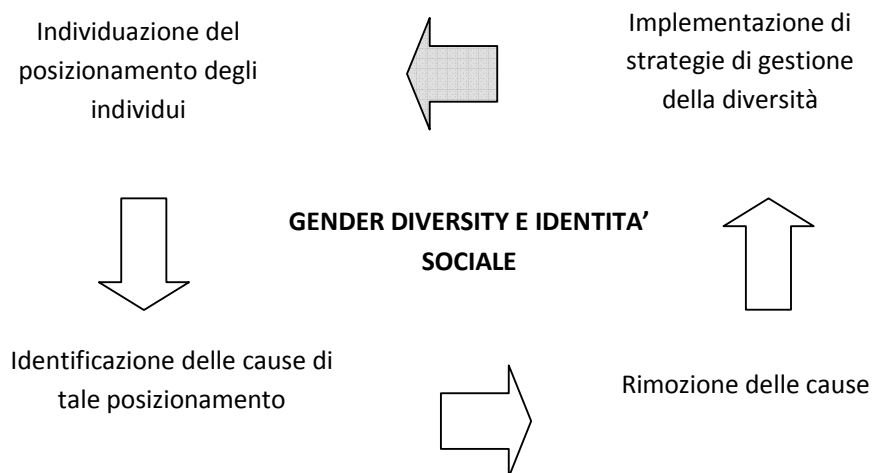 Individuazione del
posizionamento degli
individui
Implementazione di
strategie di gestione
della diversità
GENDER DIVERSITY E IDENTITA’
SOCIALE
Identificazione delle cause di
tale posizionamento
Rimozione delle cause